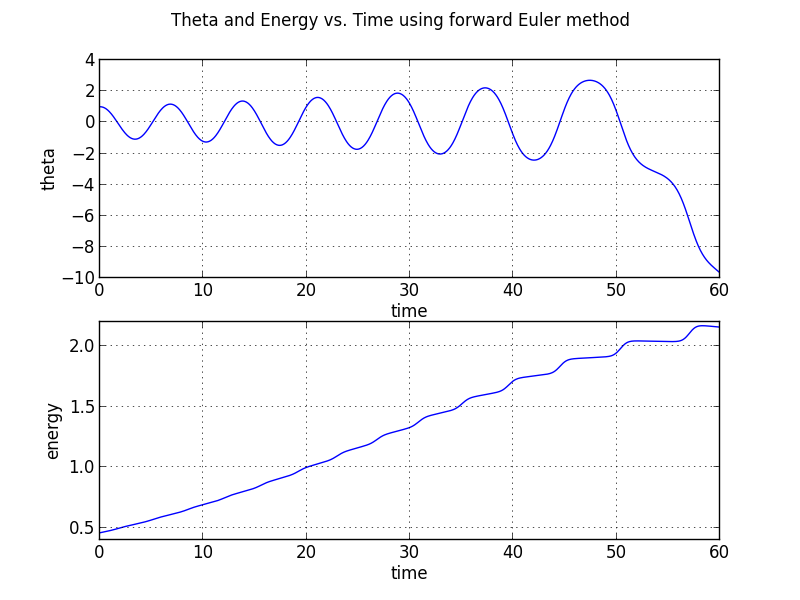 Theta and Energy vs. Time using forward Euler method
4
2
0
−2
−4
−6
−8
−10
theta
0 10 20 30 40 50 60
time
2.0
1.5
1.0
0.5
energy
0 10 20 30 40 50 60
time